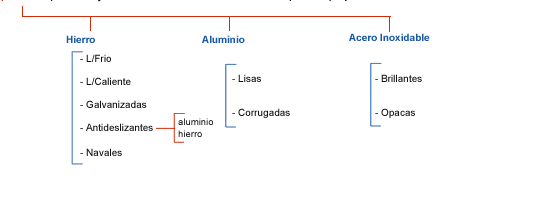 Hierro
- L/Frio
- L/Caliente
- Galvanizadas
- Antideslizantes
aluminio
hierro
- Navales
Aluminio
- Lisas
- Corrugadas
Acero Inoxidable
- Brillantes
- Opacas